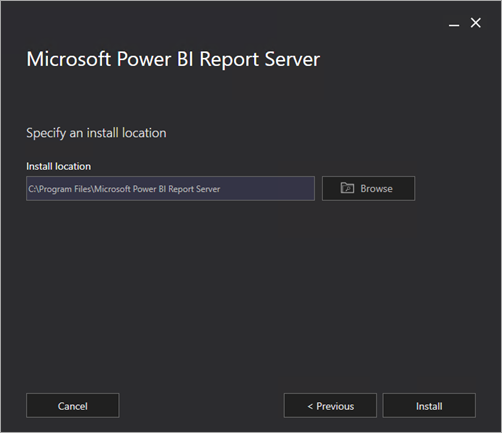 Microsoft Power BI Report Server
Specify an install location
Install location
C:\Program Files\Microsoft Power BI Report Server
Browse
Cancel
< Previous
Install